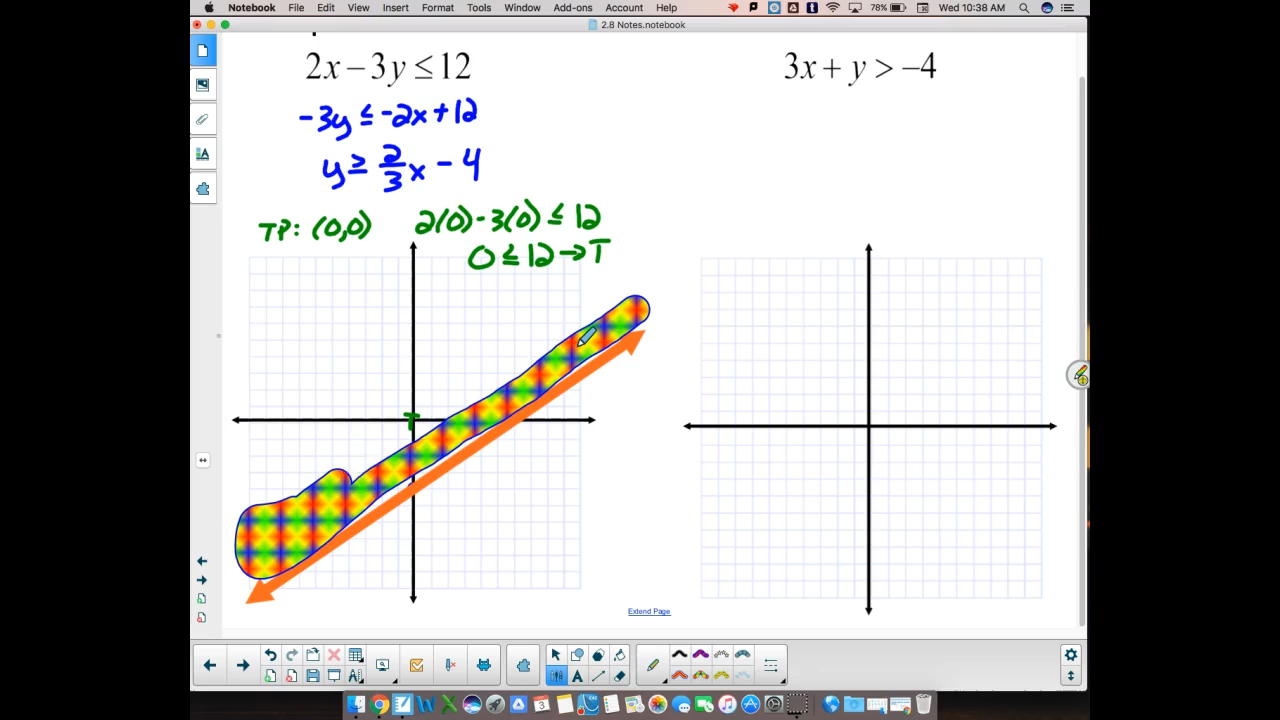 Notebook File Edit View Insert Format Tools Window Add-ons Account Help 78% Wed 10:38 AM
2.8 Notes.notebook
2x − 3y ≤ 12
3x + y > −4
-3y ≤ -2x + 12
y ≥ 2/3 x - 4
TP: (0,0) 2(0) - 3(0) ≤ 12
0 ≤ 12 → T
T
Extend Page